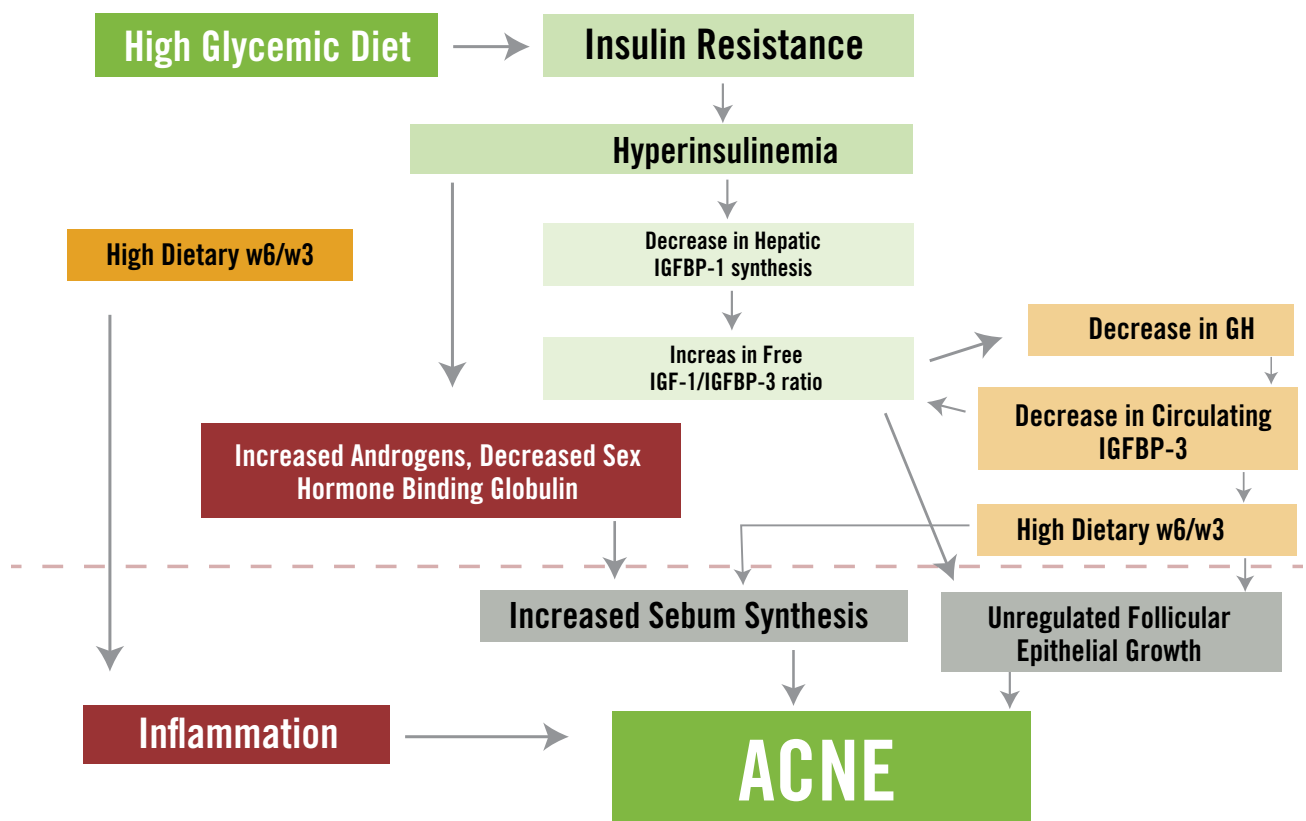 High Glycemic Diet
Insulin Resistance
Hyperinsulinemia
High Dietary w6/w3
Decrease in Hepatic
IGFBP-1 synthesis
Decrease in GH
Increas in Free
IGF-1/IGFBP-3 ratio
Decrease in Circulating
IGFBP-3
Increased Androgens, Decreased Sex
Hormone Binding Globulin
High Dietary w6/w3
Increased Sebum Synthesis
Unregulated Follicular
Epithelial Growth
Inflammation
ACNE